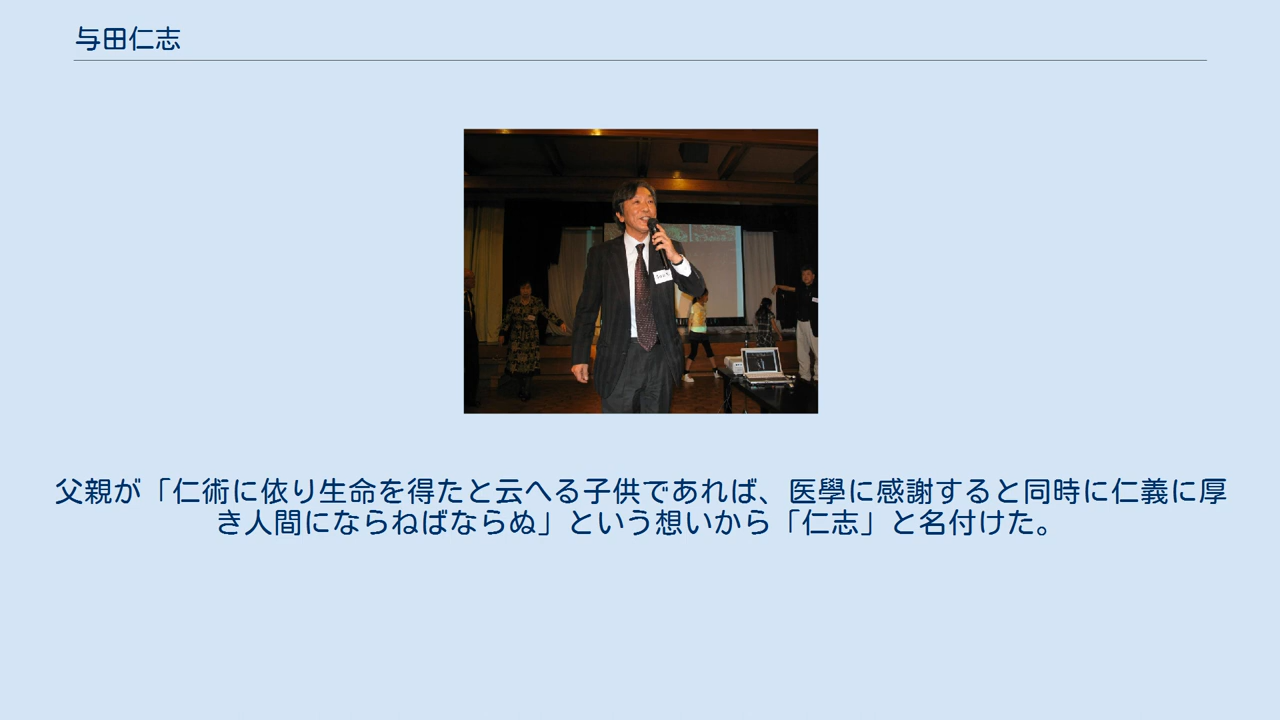 与田仁志
父親が「仁術に依り生命を得たと云へる子供であれば、医學に感謝すると同時に仁義に厚
き人間にならねばならぬ」という想いから「仁志」と名付けた。